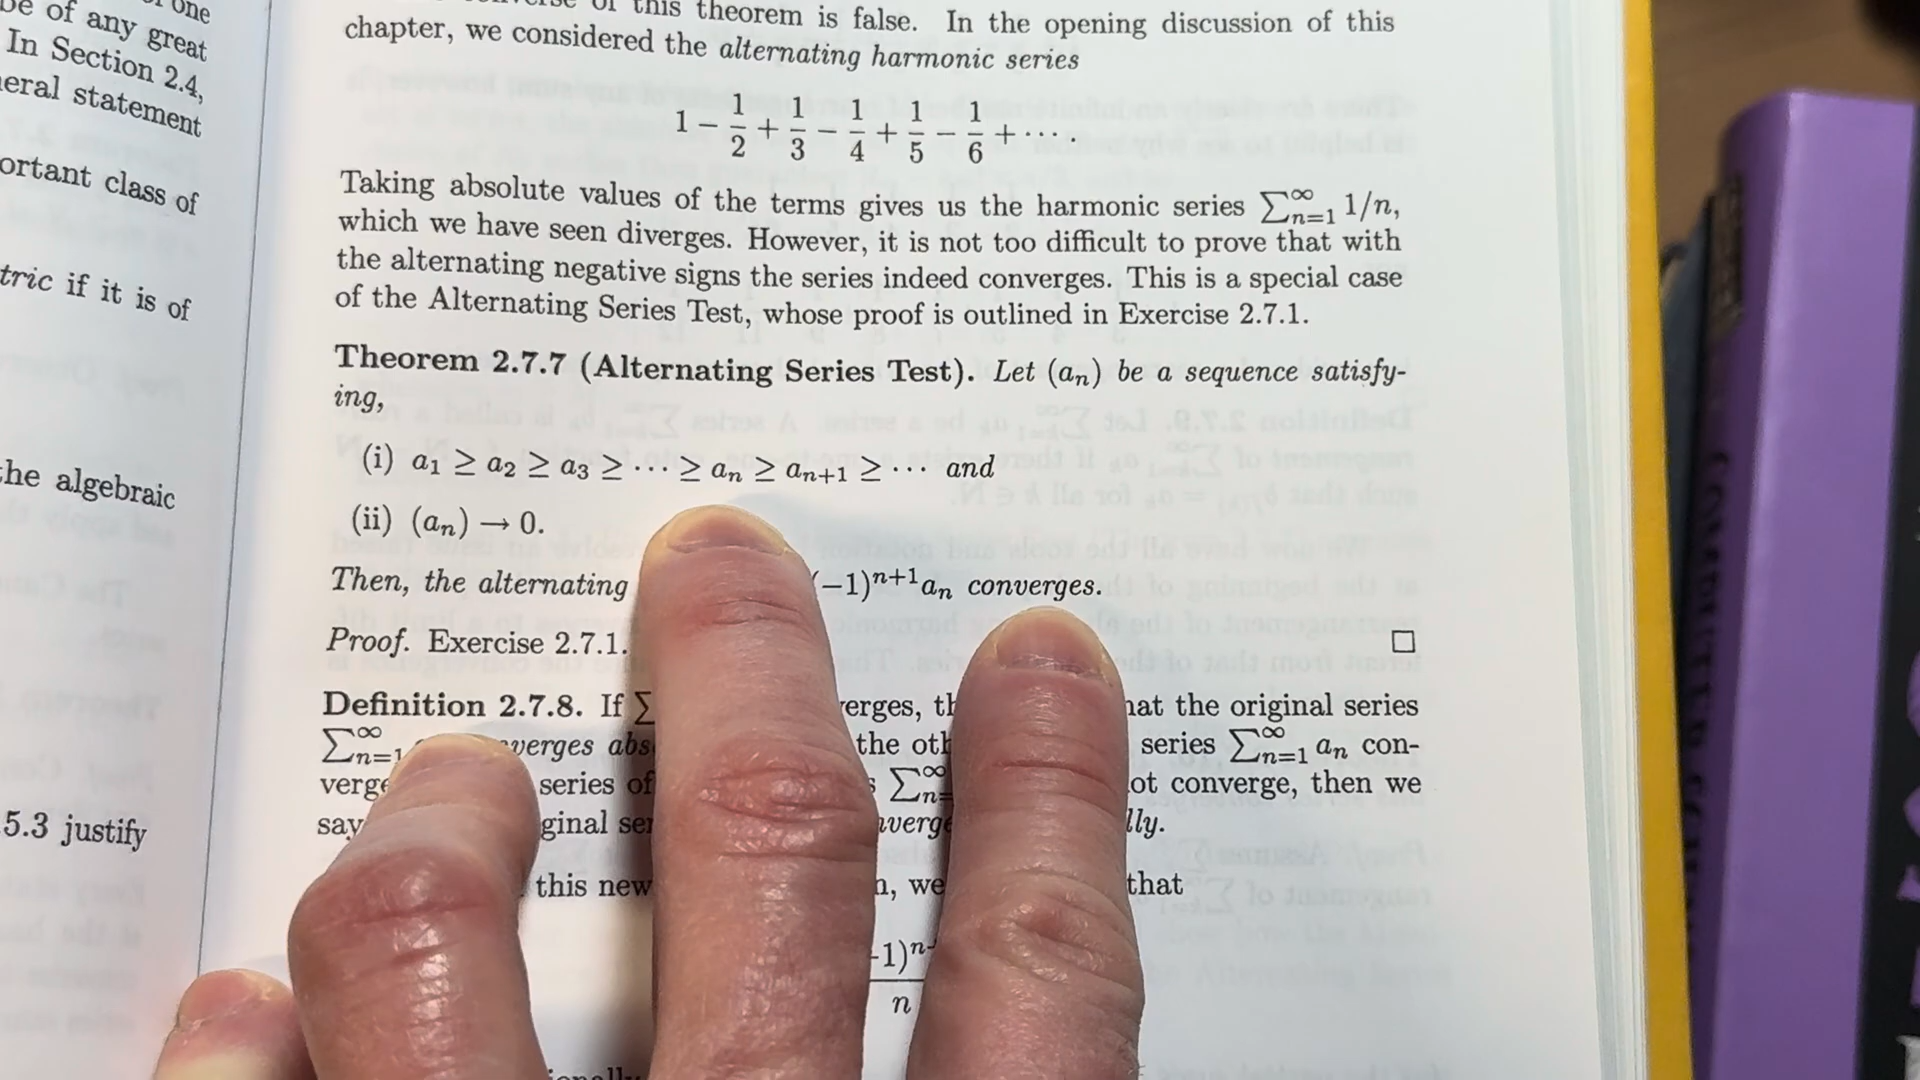 one
be of any great
In Section 2.4,
neral statement
ortant class of
tric if it is of
the algebraic
5.3 justify
this theorem is false. In the opening discussion of this
chapter, we considered the alternating harmonic series
1 − 1/2 + 1/3 − 1/4 + 1/5 − 1/6 + ⋯ .
Taking absolute values of the terms gives us the harmonic series ∑_{n=1}^∞ 1/n,
which we have seen diverges. However, it is not too difficult to prove that with
the alternating negative signs the series indeed converges. This is a special case
of the Alternating Series Test, whose proof is outlined in Exercise 2.7.1.
Theorem 2.7.7 (Alternating Series Test). Let (aₙ) be a sequence satisfy-
ing,
(i) a₁ ≥ a₂ ≥ a₃ ≥ ⋯ ≥ aₙ ≥ aₙ₊₁ ≥ ⋯ and
(ii) (aₙ) → 0.
Then, the alternating (−1)ⁿ⁺¹aₙ converges.
Proof. Exercise 2.7.1. □
Definition 2.7.8. If ∑ verges, th hat the original series
∑_{n=1}^∞ verges abs the oth series ∑_{n=1}^∞ aₙ con-
verge series of ∑_{n=}^∞ ot converge, then we
say ginal ser nverge lly.
this new n, we that
-1)ⁿ
n
ionally